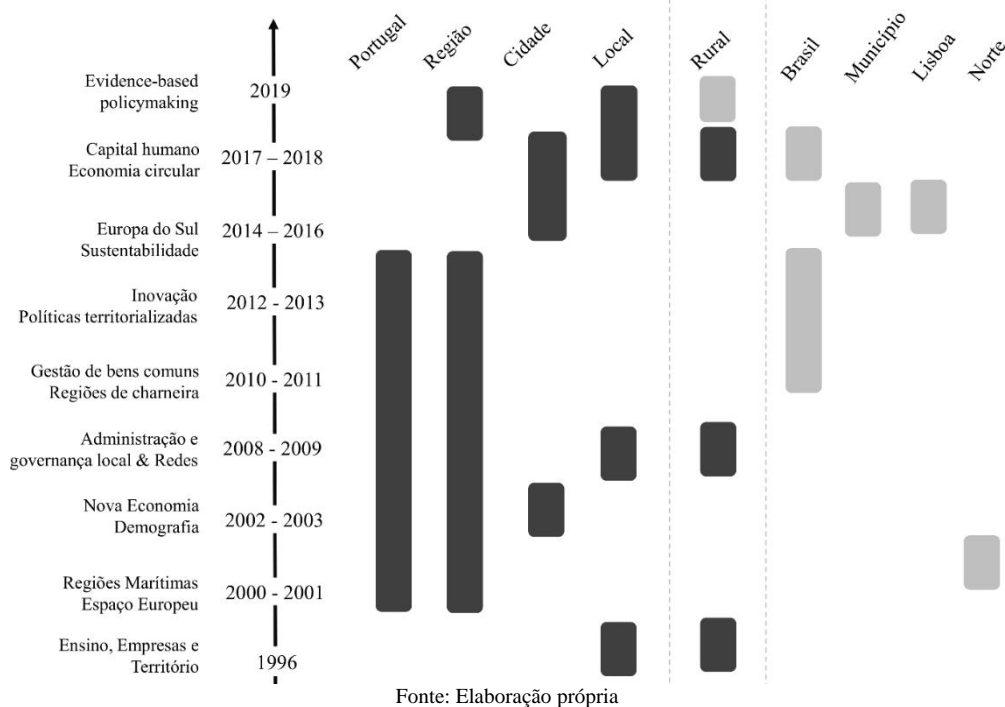 Portugal
Região
Cidade
Local
Rural
Brasil
Município
Lisboa
Norte
Evidence-based
policymaking
2019
Capital humano
Economia circular
2017 – 2018
Europa do Sul
Sustentabilidade
2014 – 2016
Inovação
Políticas territorializadas
2012 - 2013
Gestão de bens comuns
Regiões de charneira
2010 - 2011
Administração e
governança local & Redes
2008 - 2009
Nova Economia
Demografia
2002 - 2003
Regiões Marítimas
Espaço Europeu
2000 - 2001
Ensino, Empresas e
Território
1996
Fonte: Elaboração própria